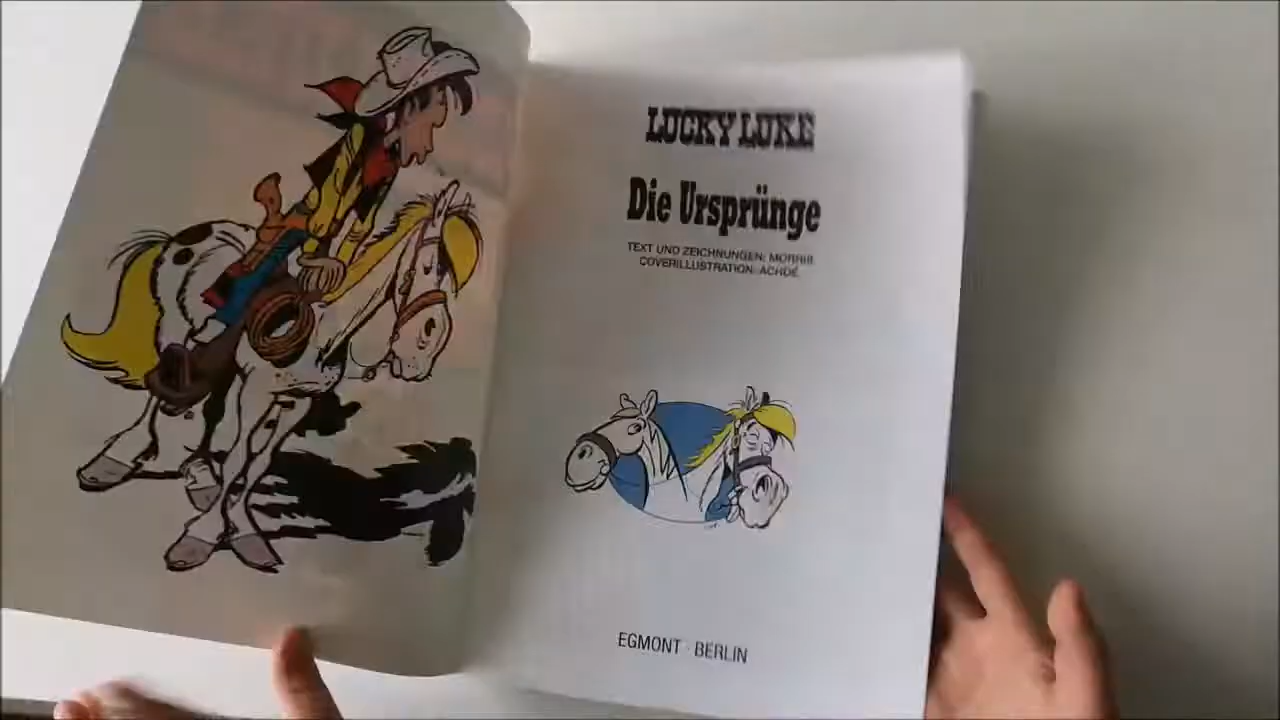 LUCKY LUKE
Die Ursprünge
TEXT UND ZEICHNUNGEN: MORRIS
COVERILLUSTRATION: ACHDÉ
EGMONT · BERLIN